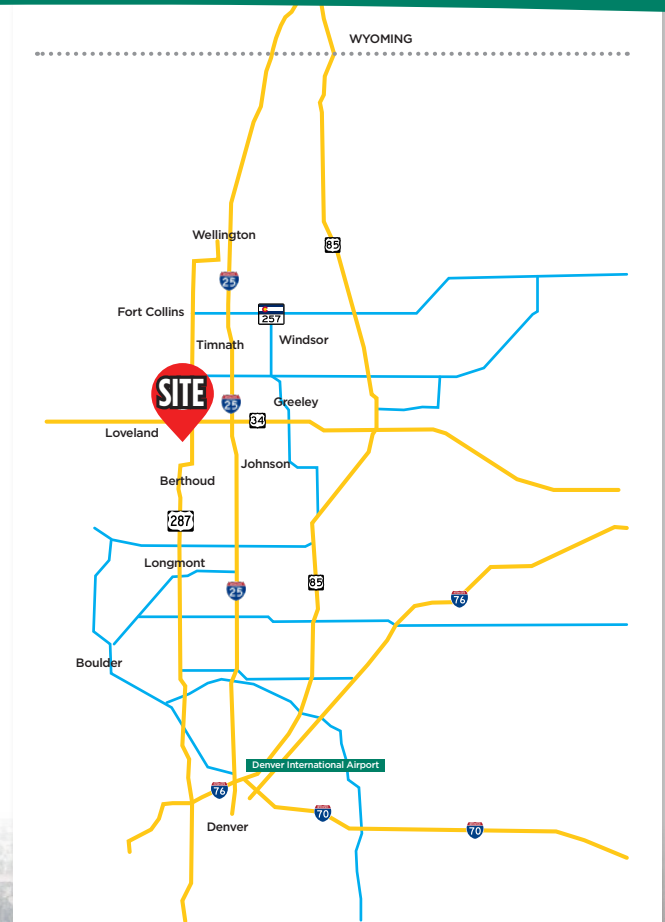 WYOMING
Wellington
85
25
257
Fort Collins
Windsor
Timnath
SITE
25
Greeley
34
Loveland
Johnson
Berthoud
287
Longmont
85
25
76
Boulder
Denver International Airport
76
70
Denver
70